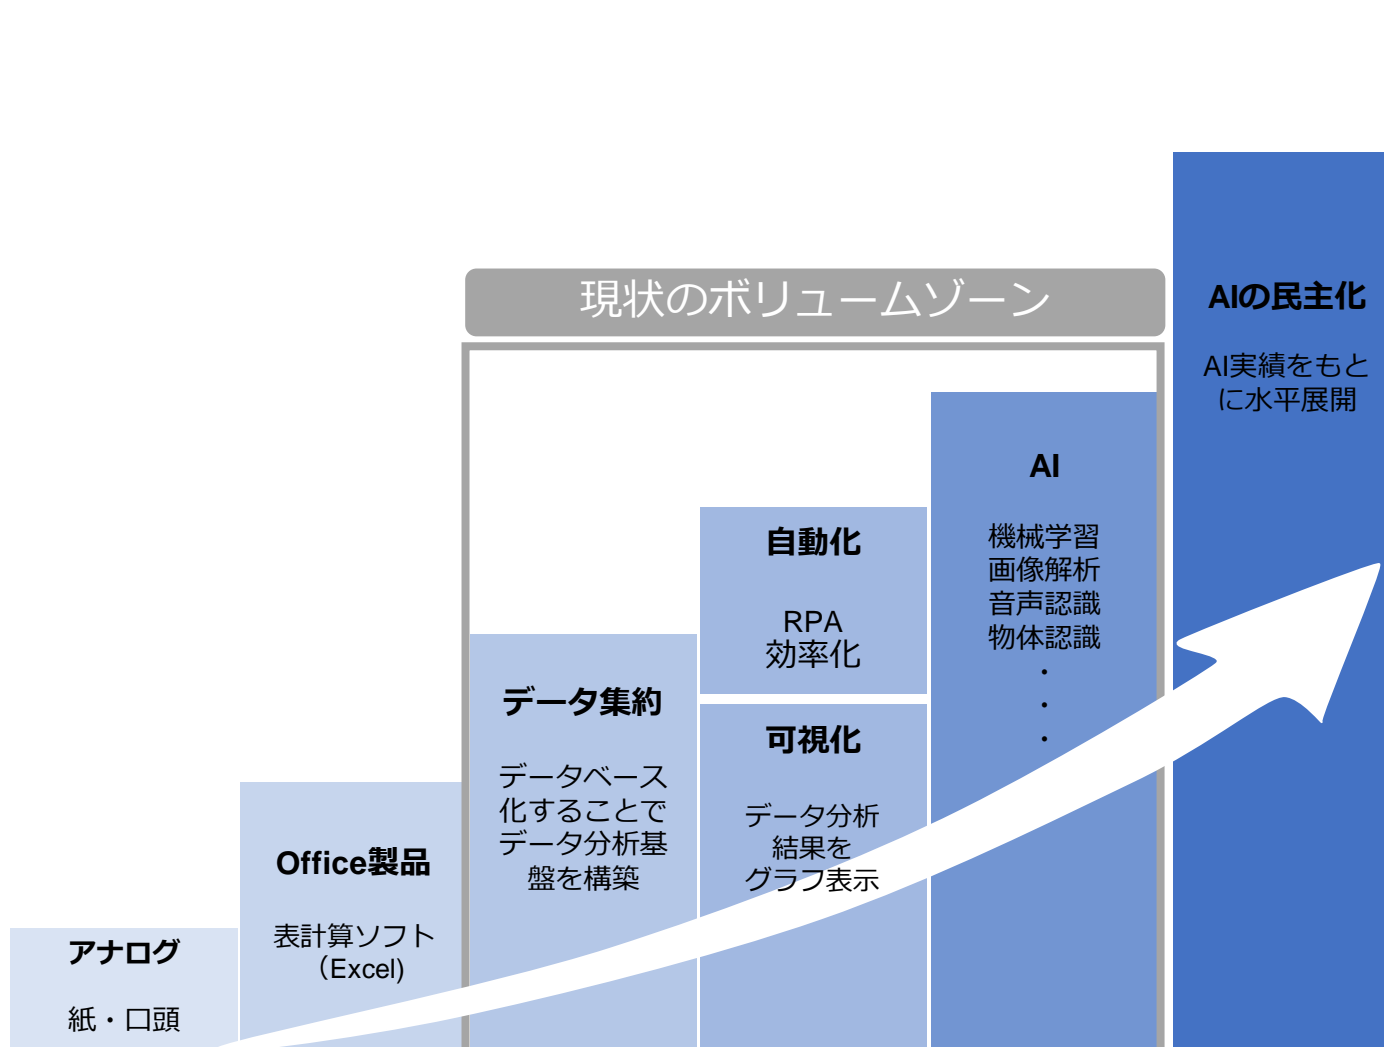 現状のボリュームゾーン
アナログ
紙・口頭
Office製品
表計算ソフト
（Excel)
データ集約
データベース
化することで
データ分析基
盤を構築
自動化
RPA
効率化
可視化
データ分析
結果を
グラフ表示
AI
機械学習
画像解析
音声認識
物体認識
・
・
・
AIの民主化
AI実績をもと
に水平展開